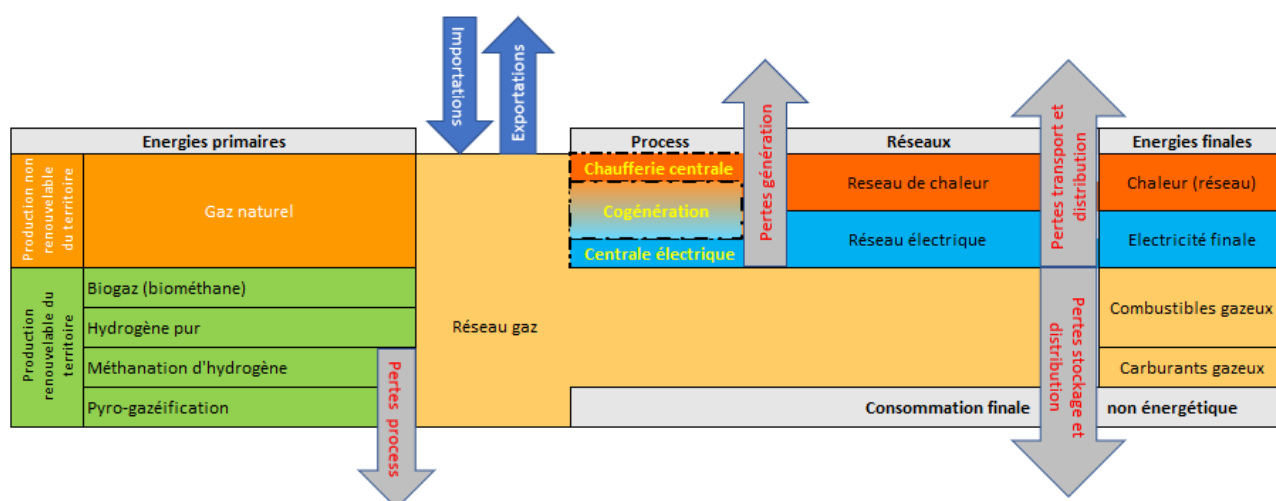 Importations
Exportations
Energies primaires
Process
Réseaux
Energies finales
Production non
renouvelable
du territoire
Gaz naturel
Chaufferie centrale
Cogénération
Centrale électrique
Pertes génération
Reseau de chaleur
Réseau électrique
Pertes transport et
distribution
Chaleur (réseau)
Electricité finale
Production
renouvelable du
territoire
Biogaz (biométhane)
Hydrogène pur
Méthanation d'hydrogène
Pyro-gazéification
Pertes process
Réseau gaz
Pertes stockage et
distribution
Combustibles gazeux
Carburants gazeux
Consommation finale non énergétique